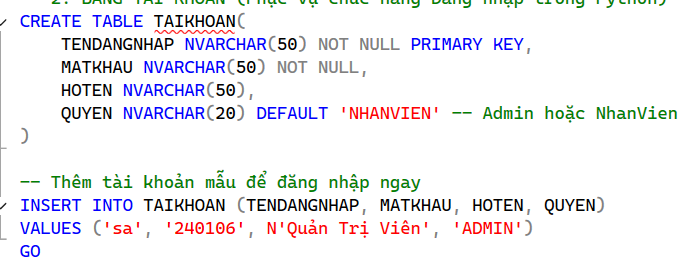 2. BẢNG TÀI KHOẢN (Phục vụ chức năng Đăng nhập trong Python)
CREATE TABLE TAIKHOAN(
    TENDANGNHAP NVARCHAR(50) NOT NULL PRIMARY KEY,
    MATKHAU NVARCHAR(50) NOT NULL,
    HOTEN NVARCHAR(50),
    QUYEN NVARCHAR(20) DEFAULT 'NHANVIEN' -- Admin hoặc NhanVien
)
-- Thêm tài khoản mẫu để đăng nhập ngay
INSERT INTO TAIKHOAN (TENDANGNHAP, MATKHAU, HOTEN, QUYEN)
VALUES ('sa', '240106', N'Quản Trị Viên', 'ADMIN')
GO